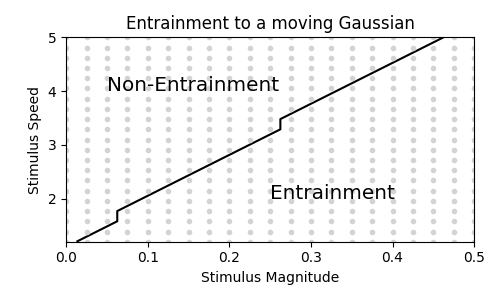 Entrainment to a moving Gaussian
5
4
3
2
Stimulus Speed
Non-Entrainment
Entrainment
0.0 0.1 0.2 0.3 0.4 0.5
Stimulus Magnitude